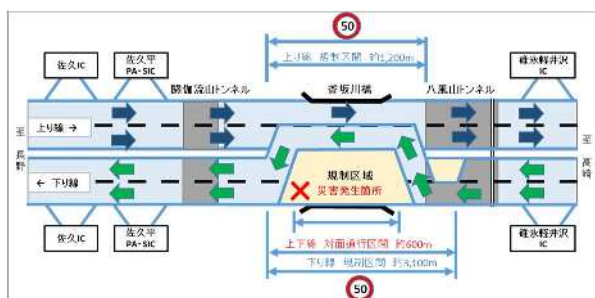 50
上り線 規制区間 約1,200m
佐久IC
佐久平
PA・SIC
閼伽流山トンネル
香坂川橋
八風山トンネル
碓氷軽井沢
IC
至 長野
上り線 →
至 高崎
← 下り線
規制区域
災害発生箇所
佐久IC
佐久平
PA・SIC
碓氷軽井沢
IC
上下線 対面通行区間 約600m
下り線 規制区間 約3,100m
50